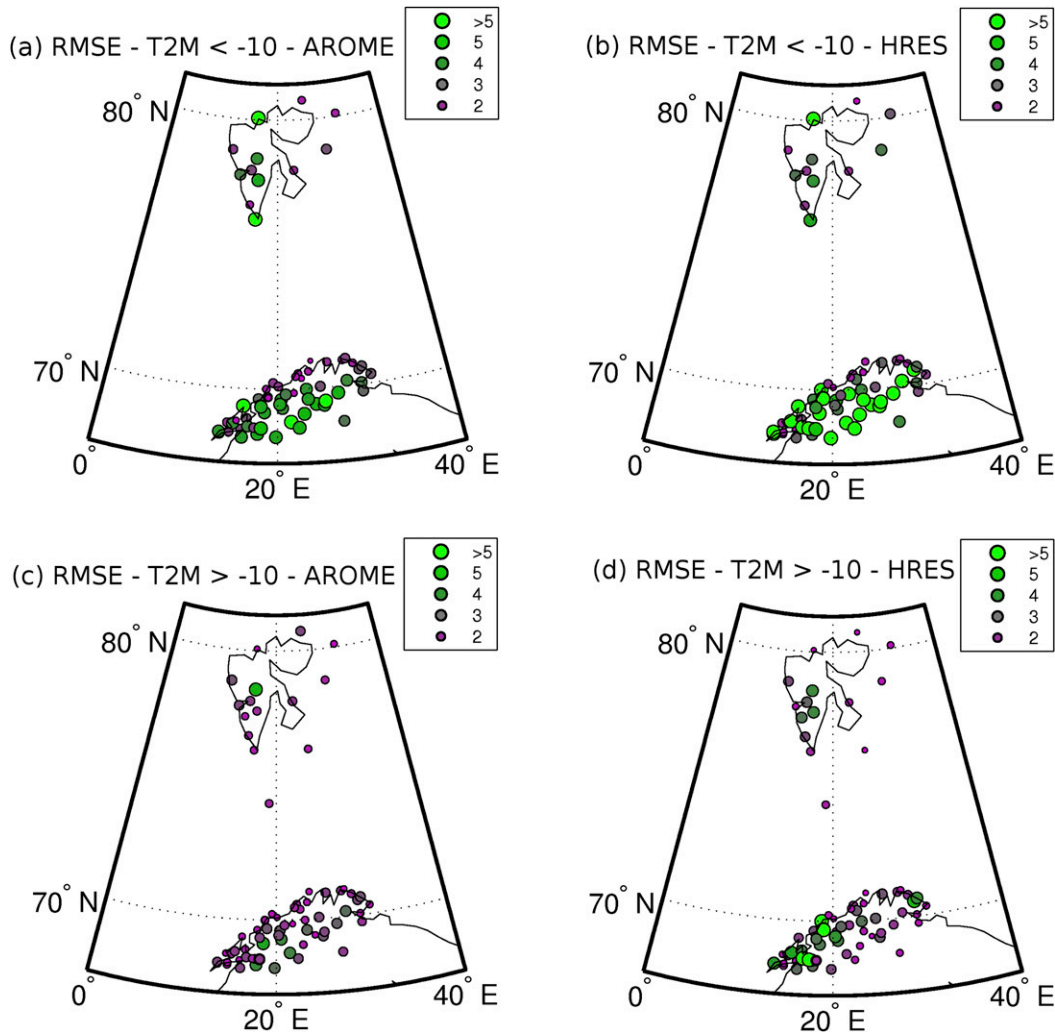 (a) RMSE - T2M < -10 - AROME
>5
5
4
3
2
80° N
70° N
0°
20° E
40° E
(b) RMSE - T2M < -10 - HRES
>5
5
4
3
2
80° N
70° N
0°
20° E
40° E
(c) RMSE - T2M > -10 - AROME
>5
5
4
3
2
80° N
70° N
0°
20° E
40° E
(d) RMSE - T2M > -10 - HRES
>5
5
4
3
2
80° N
70° N
0°
20° E
40° E